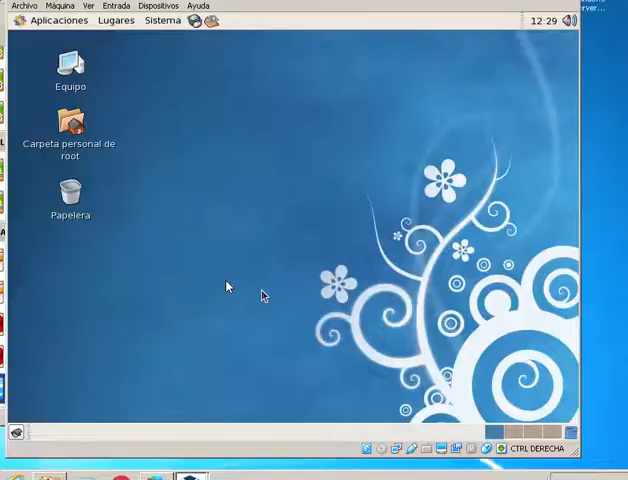 Archivo Máquina Ver Entrada Dispositivos Ayuda
Aplicaciones Lugares Sistema 12:29
Equipo
Carpeta personal de
root
Papelera
CTRL DERECHA